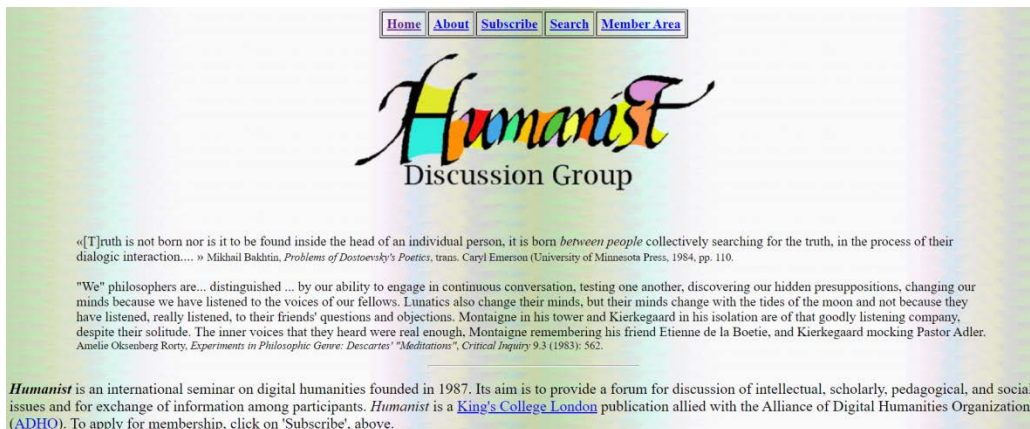 Home About Subscribe Search Member Area
Humanist
Discussion Group
«[T]ruth is not born nor is it to be found inside the head of an individual person, it is born between people collectively searching for the truth, in the process of their
dialogic interaction.... » Mikhail Bakhtin, Problems of Dostoevsky's Poetics, trans. Caryl Emerson (University of Minnesota Press, 1984, pp. 110.
"We" philosophers are... distinguished ... by our ability to engage in continuous conversation, testing one another, discovering our hidden presuppositions, changing our
minds because we have listened to the voices of our fellows. Lunatics also change their minds, but their minds change with the tides of the moon and not because they
have listened, really listened, to their friends' questions and objections. Montaigne in his tower and Kierkegaard in his isolation are of that goodly listening company,
despite their solitude. The inner voices that they heard were real enough, Montaigne remembering his friend Etienne de la Boetie, and Kierkegaard mocking Pastor Adler.
Amelie Oksenberg Rorty, Experiments in Philosophic Genre: Descartes' "Meditations", Critical Inquiry 9.3 (1983): 562.
Humanist is an international seminar on digital humanities founded in 1987. Its aim is to provide a forum for discussion of intellectual, scholarly, pedagogical, and social
issues and for exchange of information among participants. Humanist is a King's College London publication allied with the Alliance of Digital Humanities Organization
(ADHO). To apply for membership, click on 'Subscribe', above.